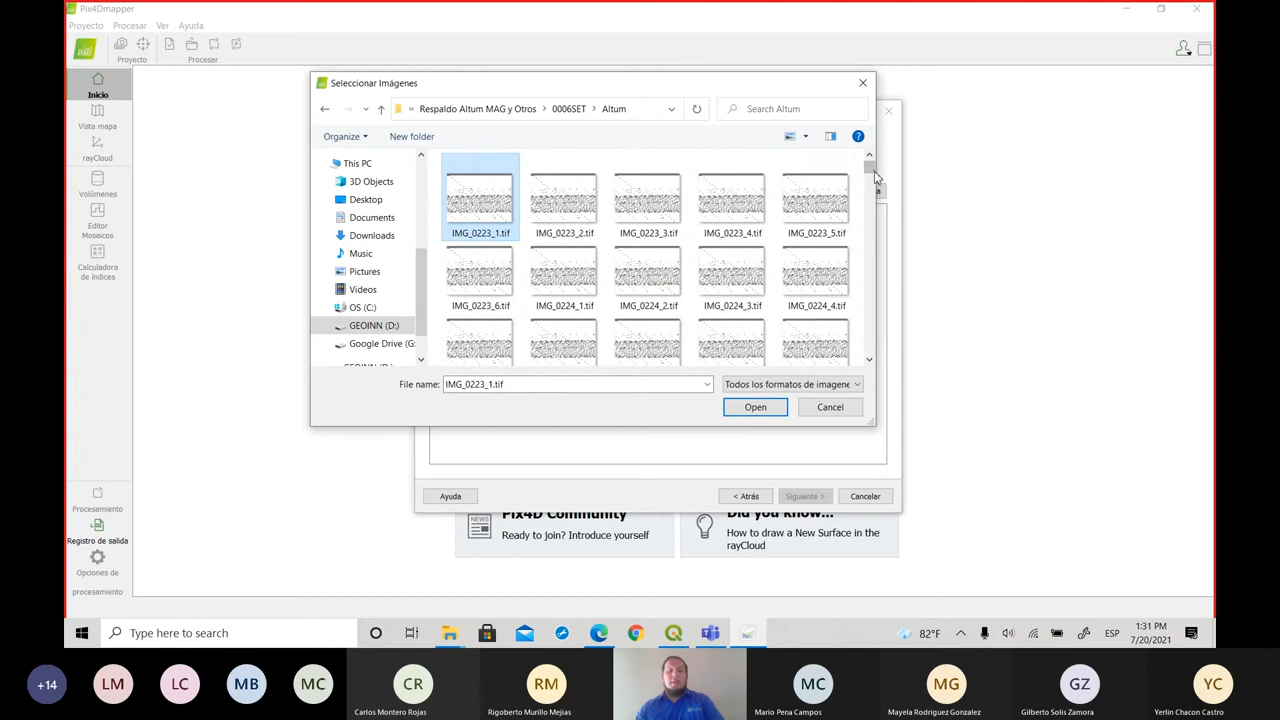 Pix4Dmapper
Proyecto Procesar Ver Ayuda
Proyecto
Procesar
Inicio
Vista mapa
rayCloud
Volúmenes
Editor
Mosaicos
Calculadora
de índices
Procesamiento
Registro de salida
Opciones de
procesamiento
Seleccionar Imágenes
« Respaldo Altum MAG y Otros > 0006SET > Altum
Search Altum
Organize
New folder
This PC
3D Objects
Desktop
Documents
Downloads
Music
Pictures
Videos
OS (C:)
GEOINN (D:)
Google Drive (G:
IMG_0223_1.tif
IMG_0223_2.tif
IMG_0223_3.tif
IMG_0223_4.tif
IMG_0223_5.tif
IMG_0223_6.tif
IMG_0224_1.tif
IMG_0224_2.tif
IMG_0224_3.tif
IMG_0224_4.tif
File name: IMG_0223_1.tif
Todos los formatos de imagene
Open
Cancel
Ayuda
< Atrás
Siguiente >
Cancelar
Pix4D Community
Ready to join? Introduce yourself
Did you know...
How to draw a New Surface in the
rayCloud
Type here to search
82°F
ESP
1:31 PM
7/20/2021
+14
LM
LC
MB
MC
CR
Carlos Montero Rojas
RM
Rigoberto Murillo Mejias
MC
Mario Pena Campos
MG
Mayela Rodriguez Gonzalez
GZ
Gilberto Solis Zamora
YC
Yerlin Chacon Castro